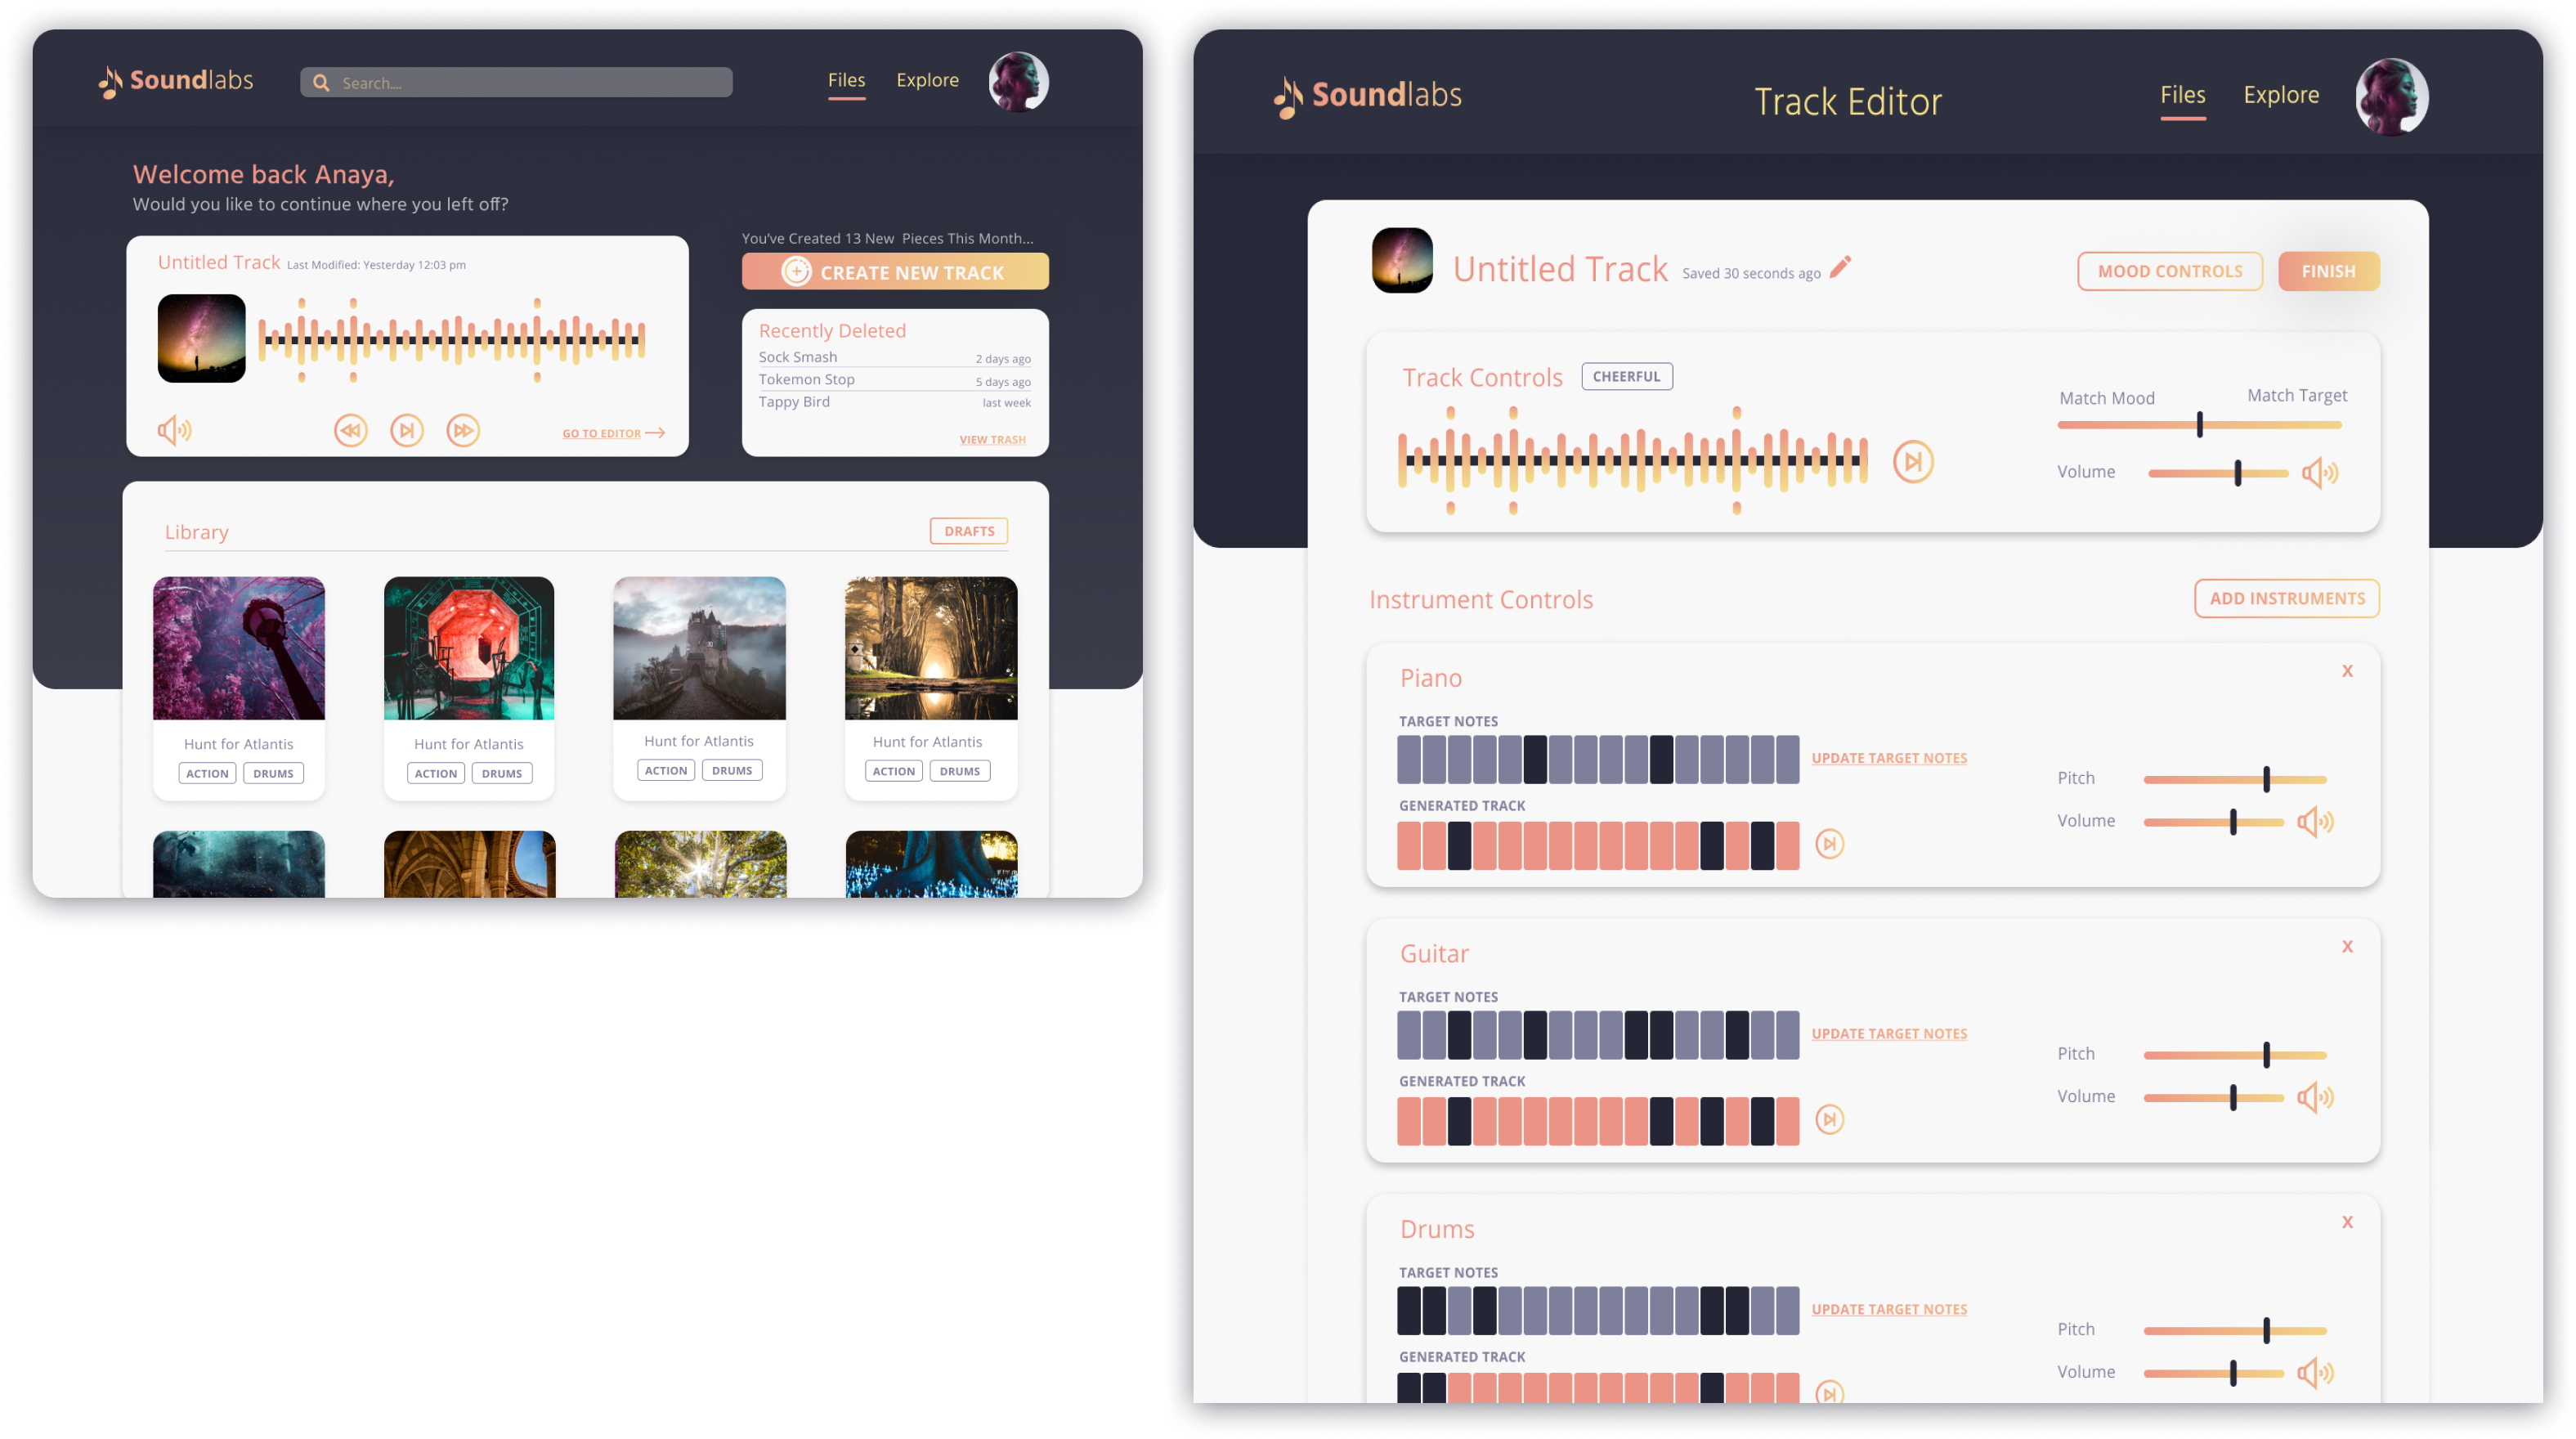 Soundlabs
Search....
Files
Explore
Welcome back Anaya,
Would you like to continue where you left off?
Untitled Track Last Modified: Yesterday 12:03 pm
GO TO EDITOR
You've Created 13 New Pieces This Month...
CREATE NEW TRACK
Recently Deleted
Sock Smash 2 days ago
Tokemon Stop 5 days ago
Tappy Bird last week
VIEW TRASH
Library
DRAFTS
Hunt for Atlantis
ACTION DRUMS
Hunt for Atlantis
ACTION DRUMS
Hunt for Atlantis
ACTION DRUMS
Hunt for Atlantis
ACTION DRUMS
Soundlabs
Track Editor
Files
Explore
Untitled Track Saved 30 seconds ago
MOOD CONTROLS
FINISH
Track Controls
CHEERFUL
Match Mood
Match Target
Volume
Instrument Controls
ADD INSTRUMENTS
Piano
X
TARGET NOTES
UPDATE TARGET NOTES
GENERATED TRACK
Pitch
Volume
Guitar
X
TARGET NOTES
UPDATE TARGET NOTES
GENERATED TRACK
Pitch
Volume
Drums
X
TARGET NOTES
UPDATE TARGET NOTES
GENERATED TRACK
Pitch
Volume